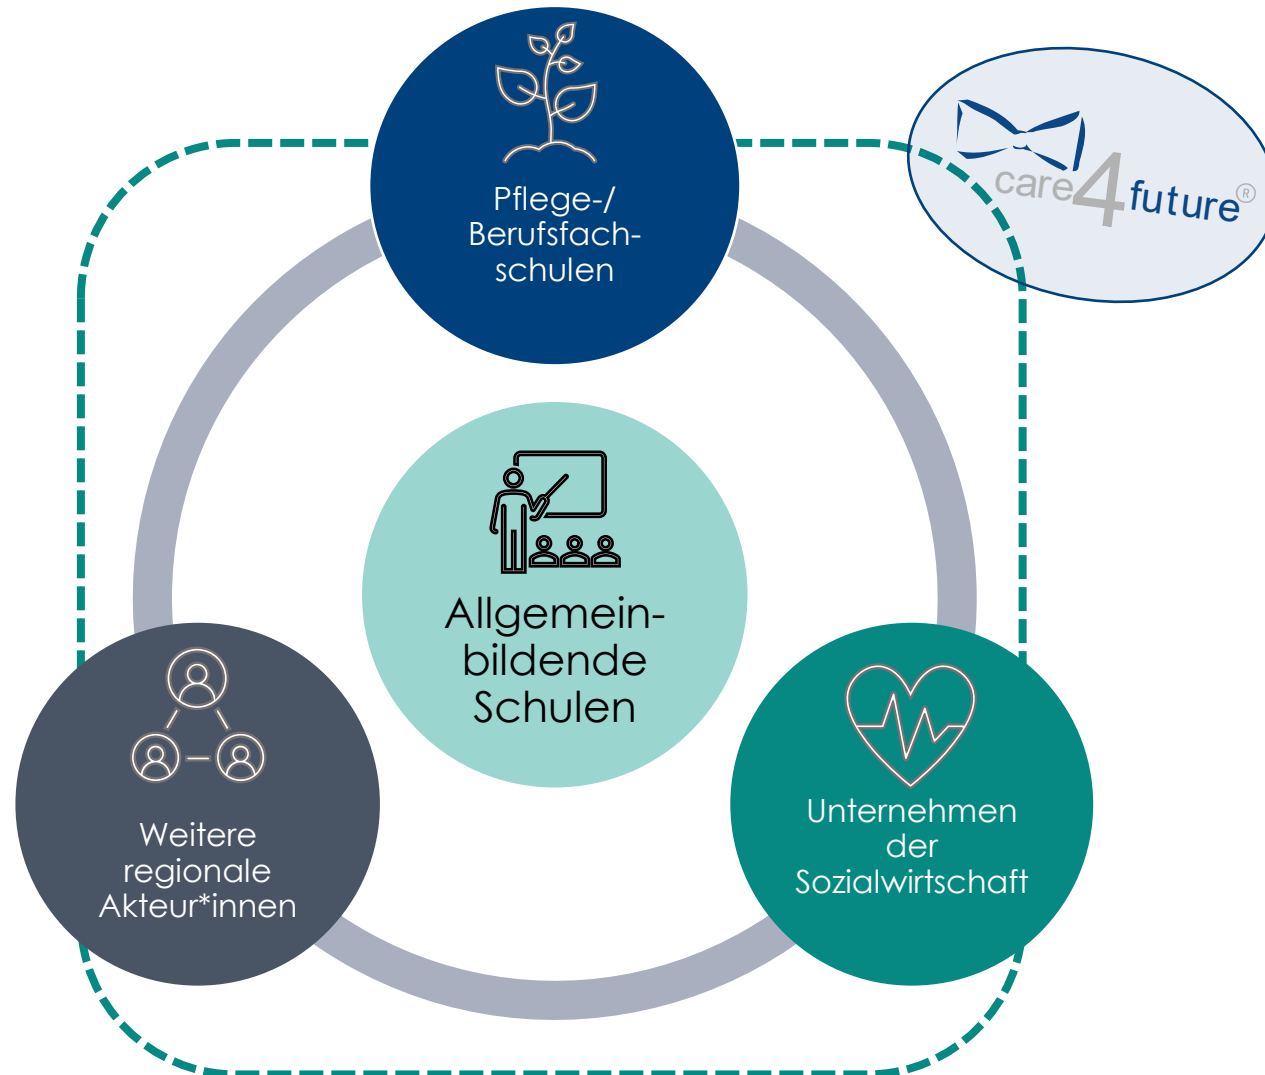 Pflege-/
Berufsfach-
schulen
care4future®
Allgemein-
bildende
Schulen
Weitere
regionale
Akteur*innen
Unternehmen
der
Sozialwirtschaft